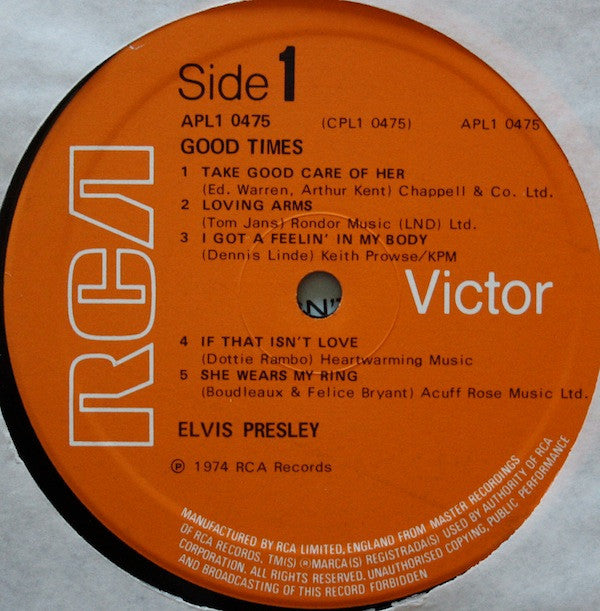 Side 1
APL1 0475 (CPL1 0475) APL1 0475
GOOD TIMES
1 TAKE GOOD CARE OF HER
(Ed. Warren, Arthur Kent) Chappell & Co. Ltd.
2 LOVING ARMS
(Tom Jans) Rondor Music (LND) Ltd.
3 I GOT A FEELIN' IN MY BODY
(Dennis Linde) Keith Prowse/KPM
RCA
Victor
N'T
4 IF THAT ISN'T LOVE
(Dottie Rambo) Heartwarming Music
5 SHE WEARS MY RING
(Boudleaux & Felice Bryant) Acuff Rose Music Ltd.
ELVIS PRESLEY
℗ 1974 RCA Records
MANUFACTURED BY RCA LIMITED, ENGLAND FROM MASTER RECORDINGS
OF RCA RECORDS, TM(S) ® MARCA(S) REGISTRADA(S) USED BY AUTHORITY OF RCA
CORPORATION. ALL RIGHTS RESERVED. UNAUTHORISED COPYING, PUBLIC PERFORMANCE
AND BROADCASTING OF THIS RECORD FORBIDDEN